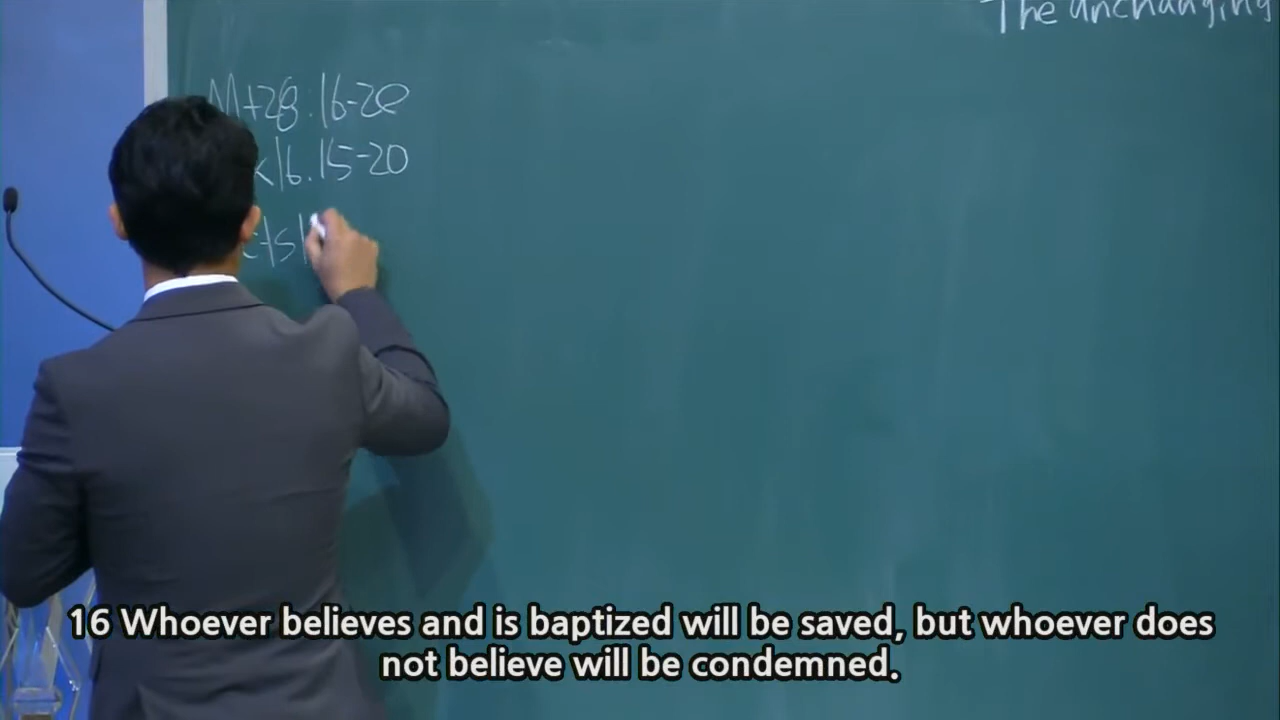 The unchanging
Mt28:16-20
k16.15-20
cts1
16 Whoever believes and is baptized will be saved, but whoever does
not believe will be condemned.